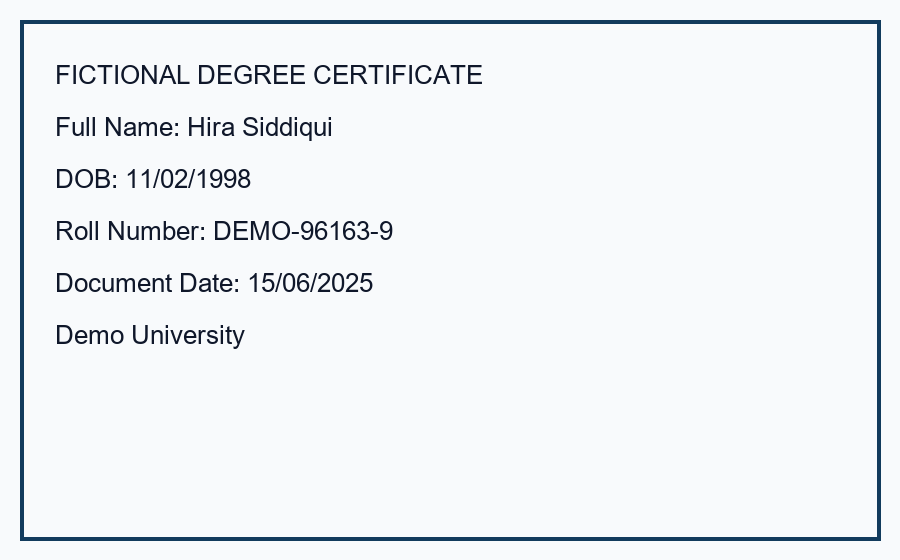 FICTIONAL DEGREE CERTIFICATE
Full Name: Hira Siddiqui
DOB: 11/02/1998
Roll Number: DEMO-96163-9
Document Date: 15/06/2025
Demo University